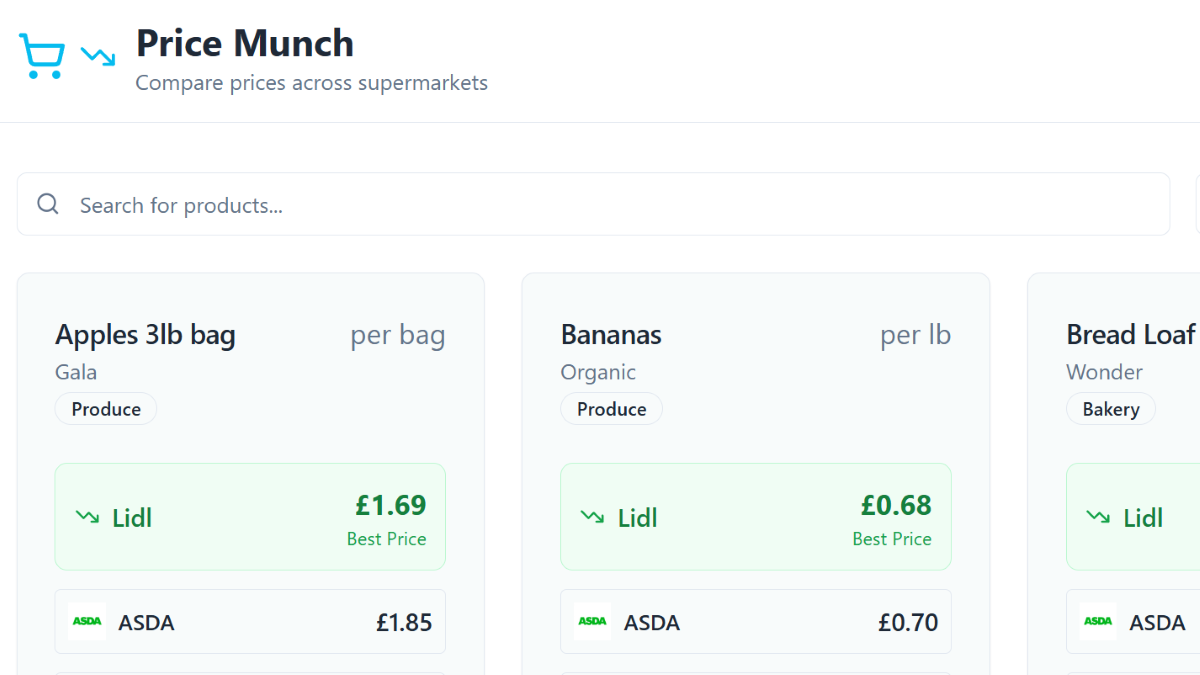 Price Munch
Compare prices across supermarkets
Search for products...
Apples 3lb bag per bag
Gala
Produce
Lidl £1.69
Best Price
ASDA ASDA £1.85
Bananas per lb
Organic
Produce
Lidl £0.68
Best Price
ASDA ASDA £0.70
Bread Loaf
Wonder
Bakery
Lidl
ASDA ASDA